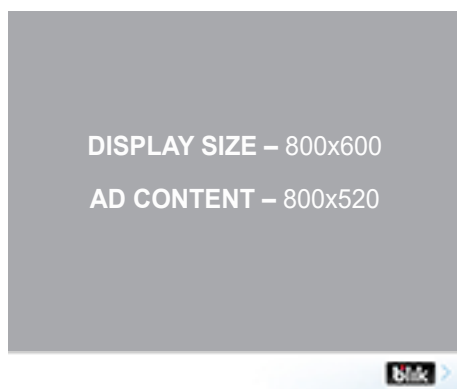 DISPLAY SIZE – 800x600
AD CONTENT – 800x520
blik